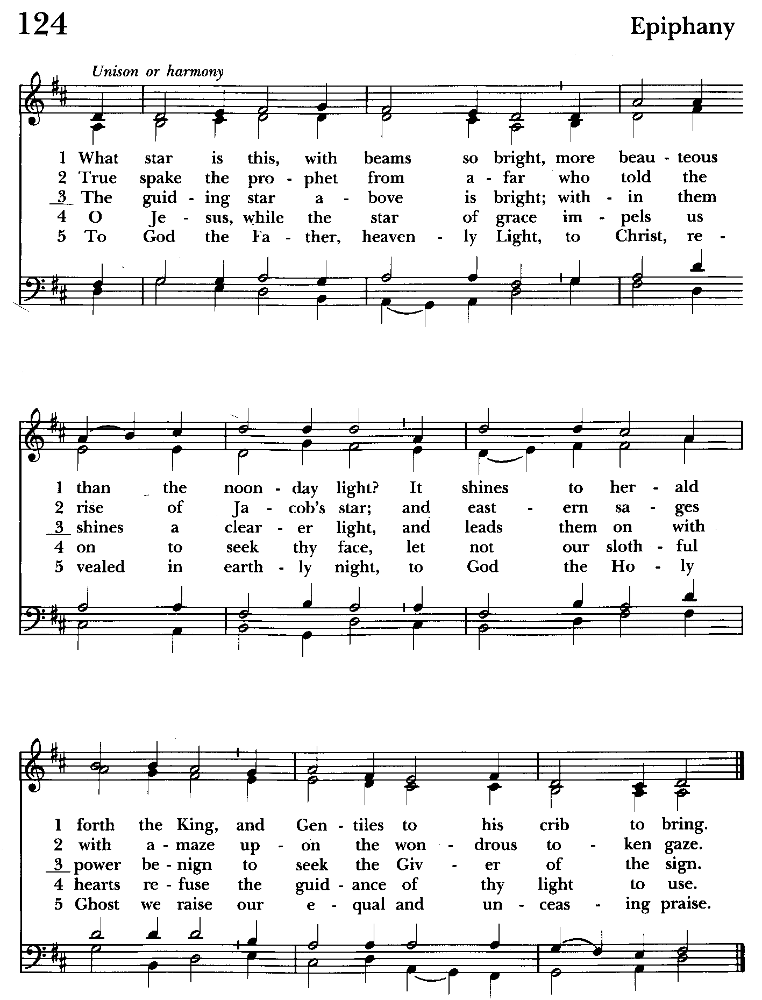 124
Epiphany
Unison or harmony
1 What star is this, with beams so bright, more beau - teous
2 True spake the pro - phet from a - far who told the
3 The guid - ing star a - bove is bright; with - in them
4 O Je - sus, while the star of grace im - pels us
5 To God the Fa - ther, heaven - ly Light, to Christ, re -
1 than the noon - day light? It shines to her - ald
2 rise of Ja - cob's star; and east - ern sa - ges
3 shines a clear - er light, and leads them on with
4 on to seek thy face, let not our sloth - ful
5 vealed in earth - ly night, to God the Ho - ly
1 forth the King, and Gen - tiles to his crib to bring.
2 with a - maze up - on the won - drous to - ken gaze.
3 power be - nign to seek the Giv - er of the sign.
4 hearts re - fuse the guid - ance of thy light to use.
5 Ghost we raise our e - qual and un - ceas - ing praise.